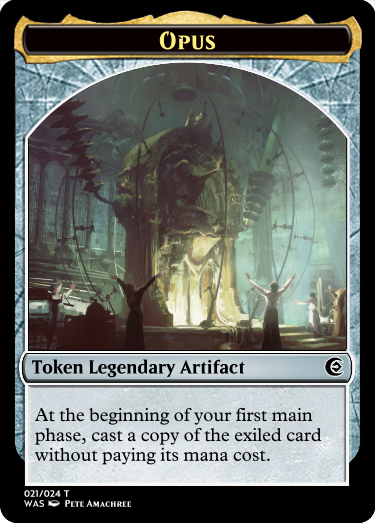 Opus
Token Legendary Artifact
At the beginning of your first main
phase, cast a copy of the exiled card
without paying its mana cost.
021/024 T
WAS Pete Amachree